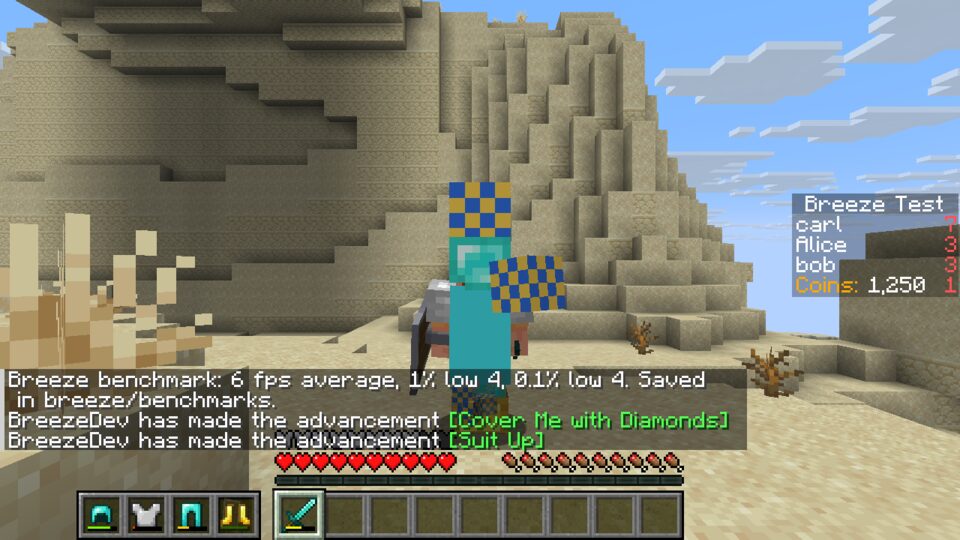 Breeze Test
carl 7
Alice 3
bob 3
Coins: 1,250 1
Breeze benchmark: 6 fps average, 1% low 4, 0.1% low 4. Saved
in breeze/benchmarks.
BreezeDev has made the advancement [Cover Me with Diamonds]
BreezeDev has made the advancement [Suit Up]